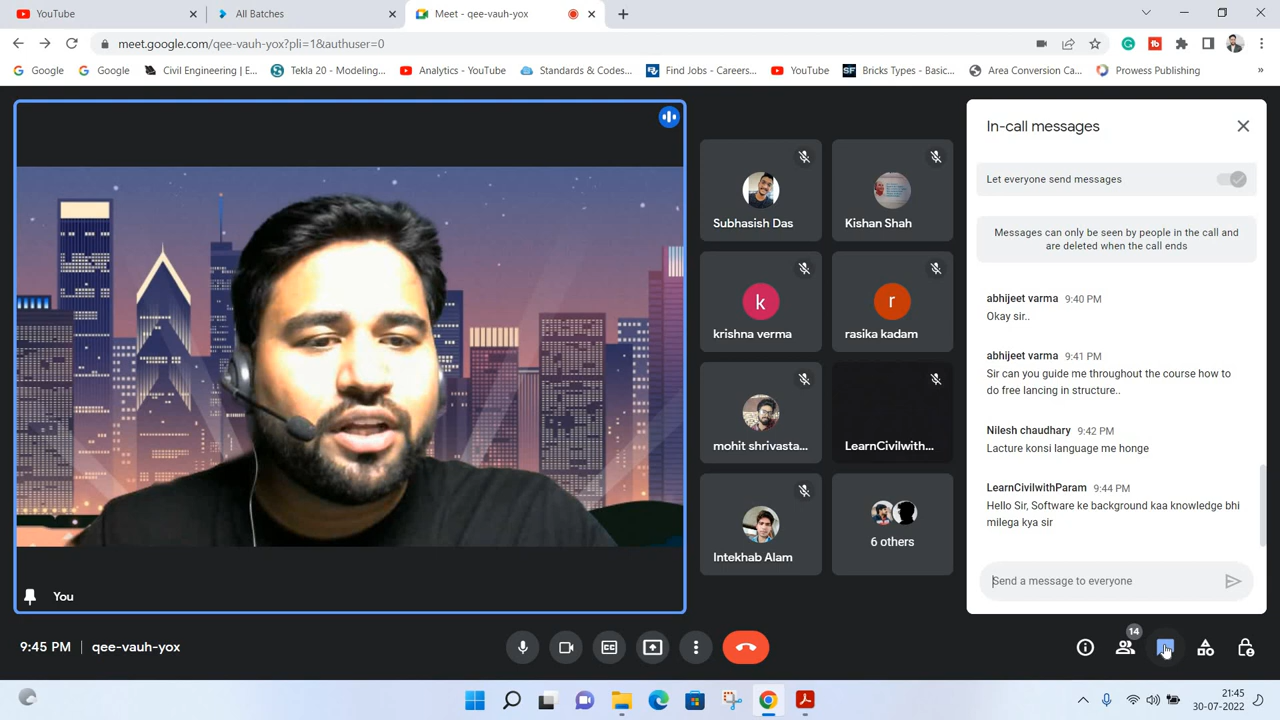 YouTube
All Batches
Meet - qee-vauh-yox
meet.google.com/qee-vauh-yox?pli=1&authuser=0
Google
Google
Civil Engineering | E...
Tekla 20 - Modeling...
Analytics - YouTube
Standards & Codes...
Find Jobs - Careers...
YouTube
SF
Bricks Types - Basic...
Area Conversion Ca...
Prowess Publishing
»
You
Subhasish Das
Kishan Shah
k
krishna verma
r
rasika kadam
mohit shrivasta...
LearnCivilwith...
Intekhab Alam
6 others
In-call messages
Let everyone send messages
Messages can only be seen by people in the call and
are deleted when the call ends
abhijeet varma 9:40 PM
Okay sir..
abhijeet varma 9:41 PM
Sir can you guide me throughout the course how to
do free lancing in structure..
Nilesh chaudhary 9:42 PM
Lacture konsi language me honge
LearnCivilwithParam 9:44 PM
Hello Sir, Software ke background kaa knowledge bhi
milega kya sir
Send a message to everyone
9:45 PM | qee-vauh-yox
CC
14
21:45
30-07-2022